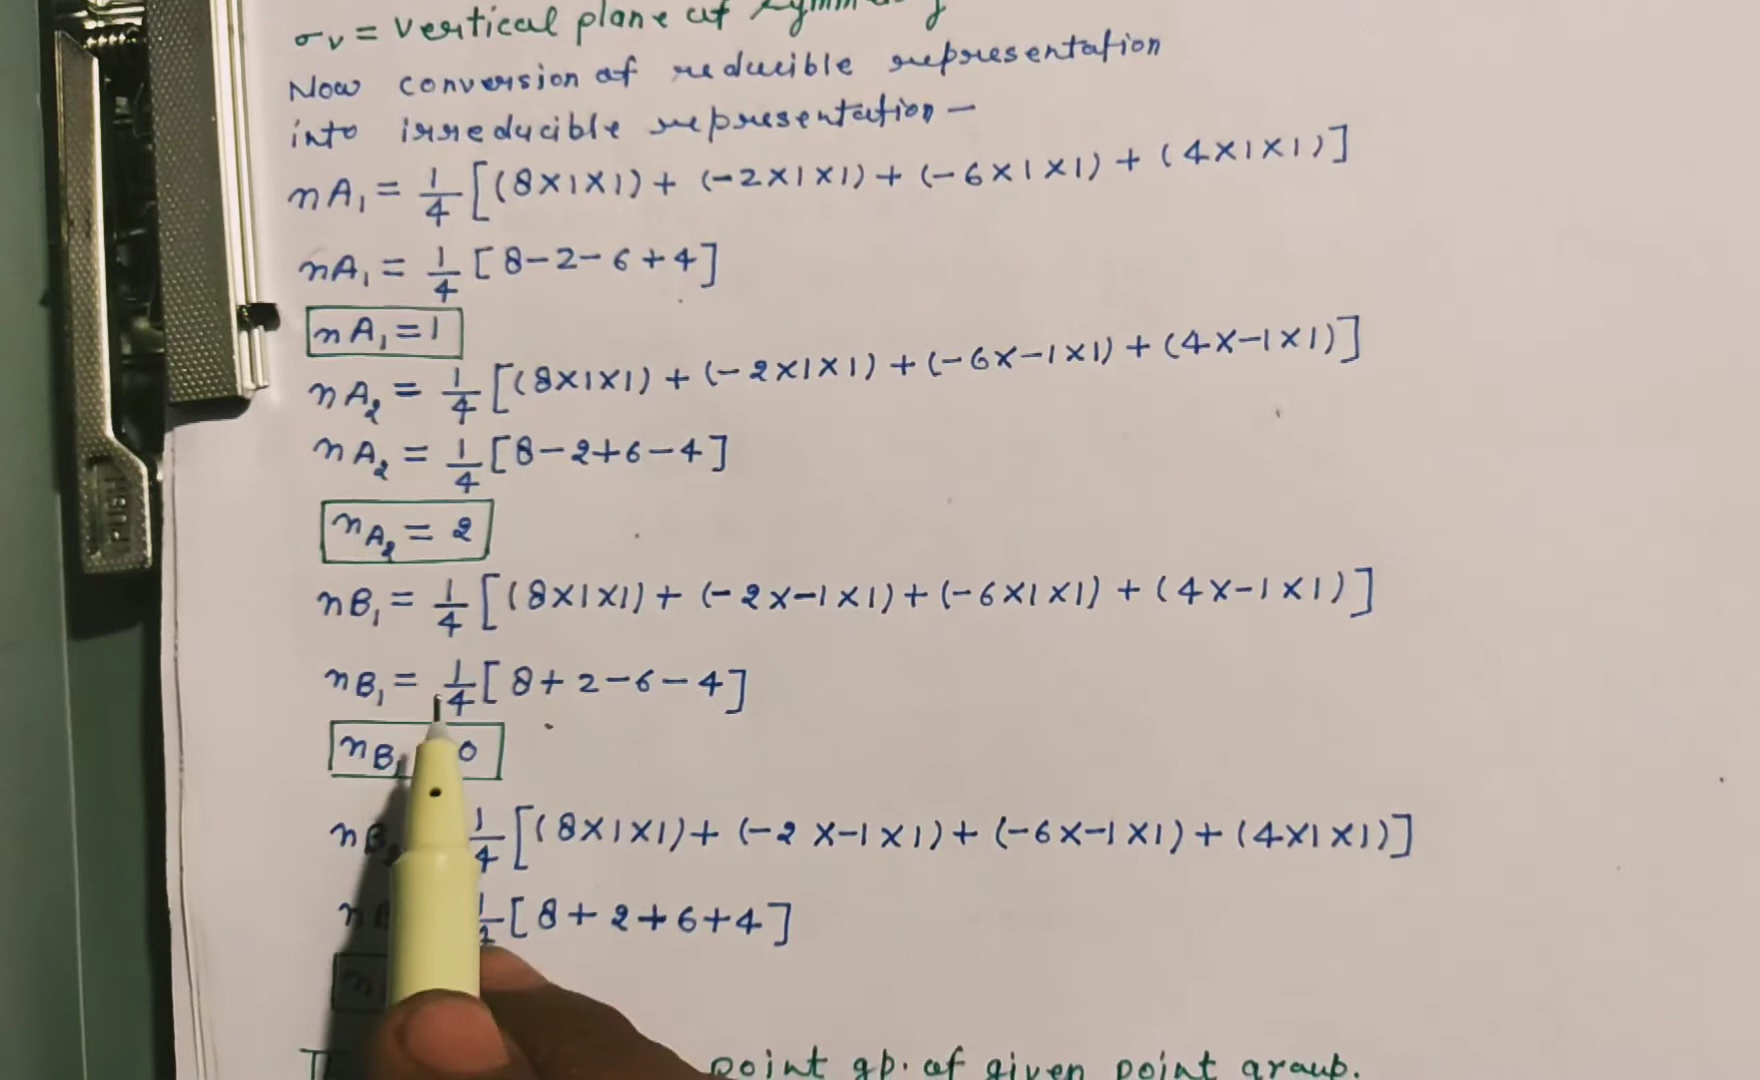 σv = vertical plane of symmetry
Now conversion of reducible representation
into irreducible representation —
nA₁ = 1/4 [(8×1×1) + (-2×1×1) + (-6×1×1) + (4×1×1)]
nA₁ = 1/4 [8-2-6+4]
nA₁ = 1
nA₂ = 1/4 [(8×1×1) + (-2×1×1) + (-6×-1×1) + (4×-1×1)]
nA₂ = 1/4 [8-2+6-4]
nA₂ = 2
nB₁ = 1/4 [(8×1×1) + (-2×-1×1) + (-6×1×1) + (4×-1×1)]
nB₁ = 1/4 [8+2-6-4]
nB₁ 0
nB₂ 1/4 [(8×1×1) + (-2×-1×1) + (-6×-1×1) + (4×1×1)]
n [8+2+6+4]
point gp. of given point group.
PUSH